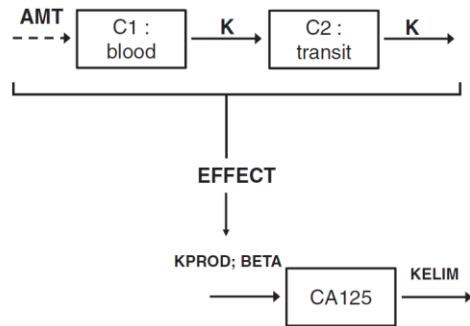 AMT
C1 :
blood
K
C2 :
transit
K
EFFECT
KPROD; BETA
CA125
KELIM